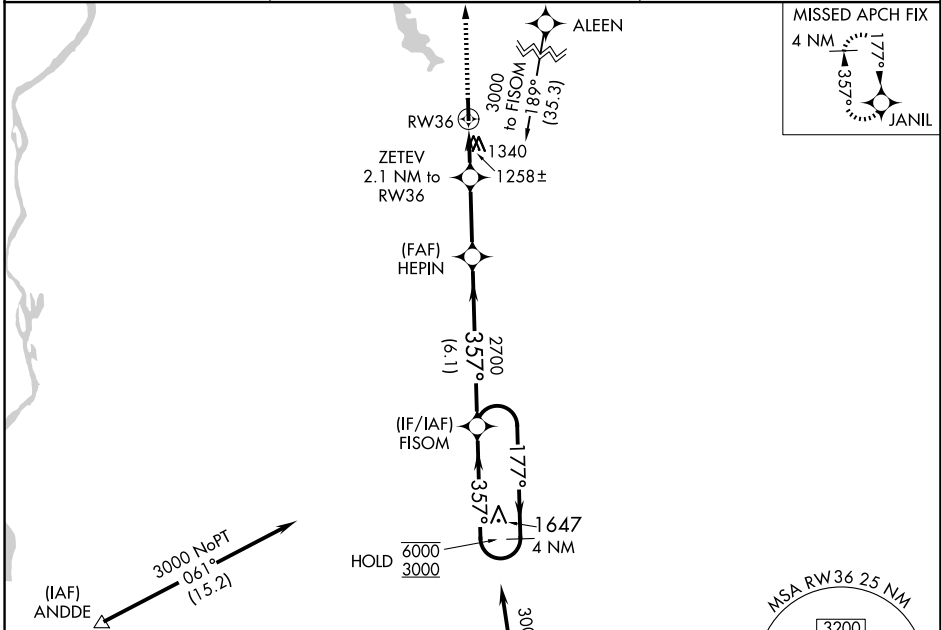 MISSED APCH FIX
4 NM
177°
357°
JANIL
ALEEN
3000
to FISOM
189°
(35.3)
RW36
1340
1258±
ZETEV
2.1 NM to
RW36
(FAF)
HEPIN
2700
357°
(6.1)
(IF/IAF)
FISOM
177°
357°
1647
4 NM
HOLD
6000
3000
3000 NoPT
061°
(15.2)
(IAF)
ANDDE
MSA RW36 25 NM
3200